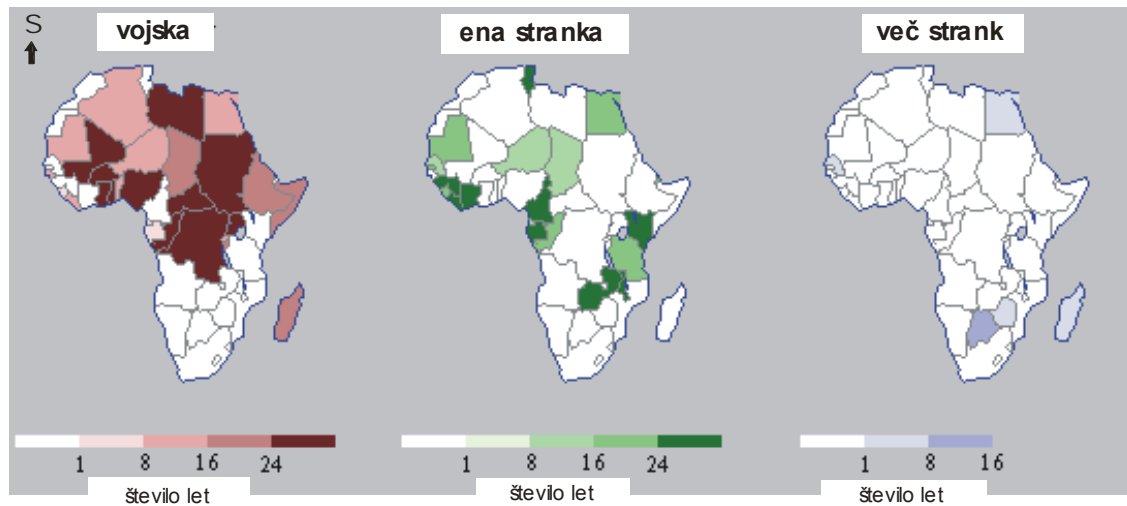 S
vojska
ena stranka
več strank
1 8 16 24
1 8 16 24
1 8 16
število let
število let
število let